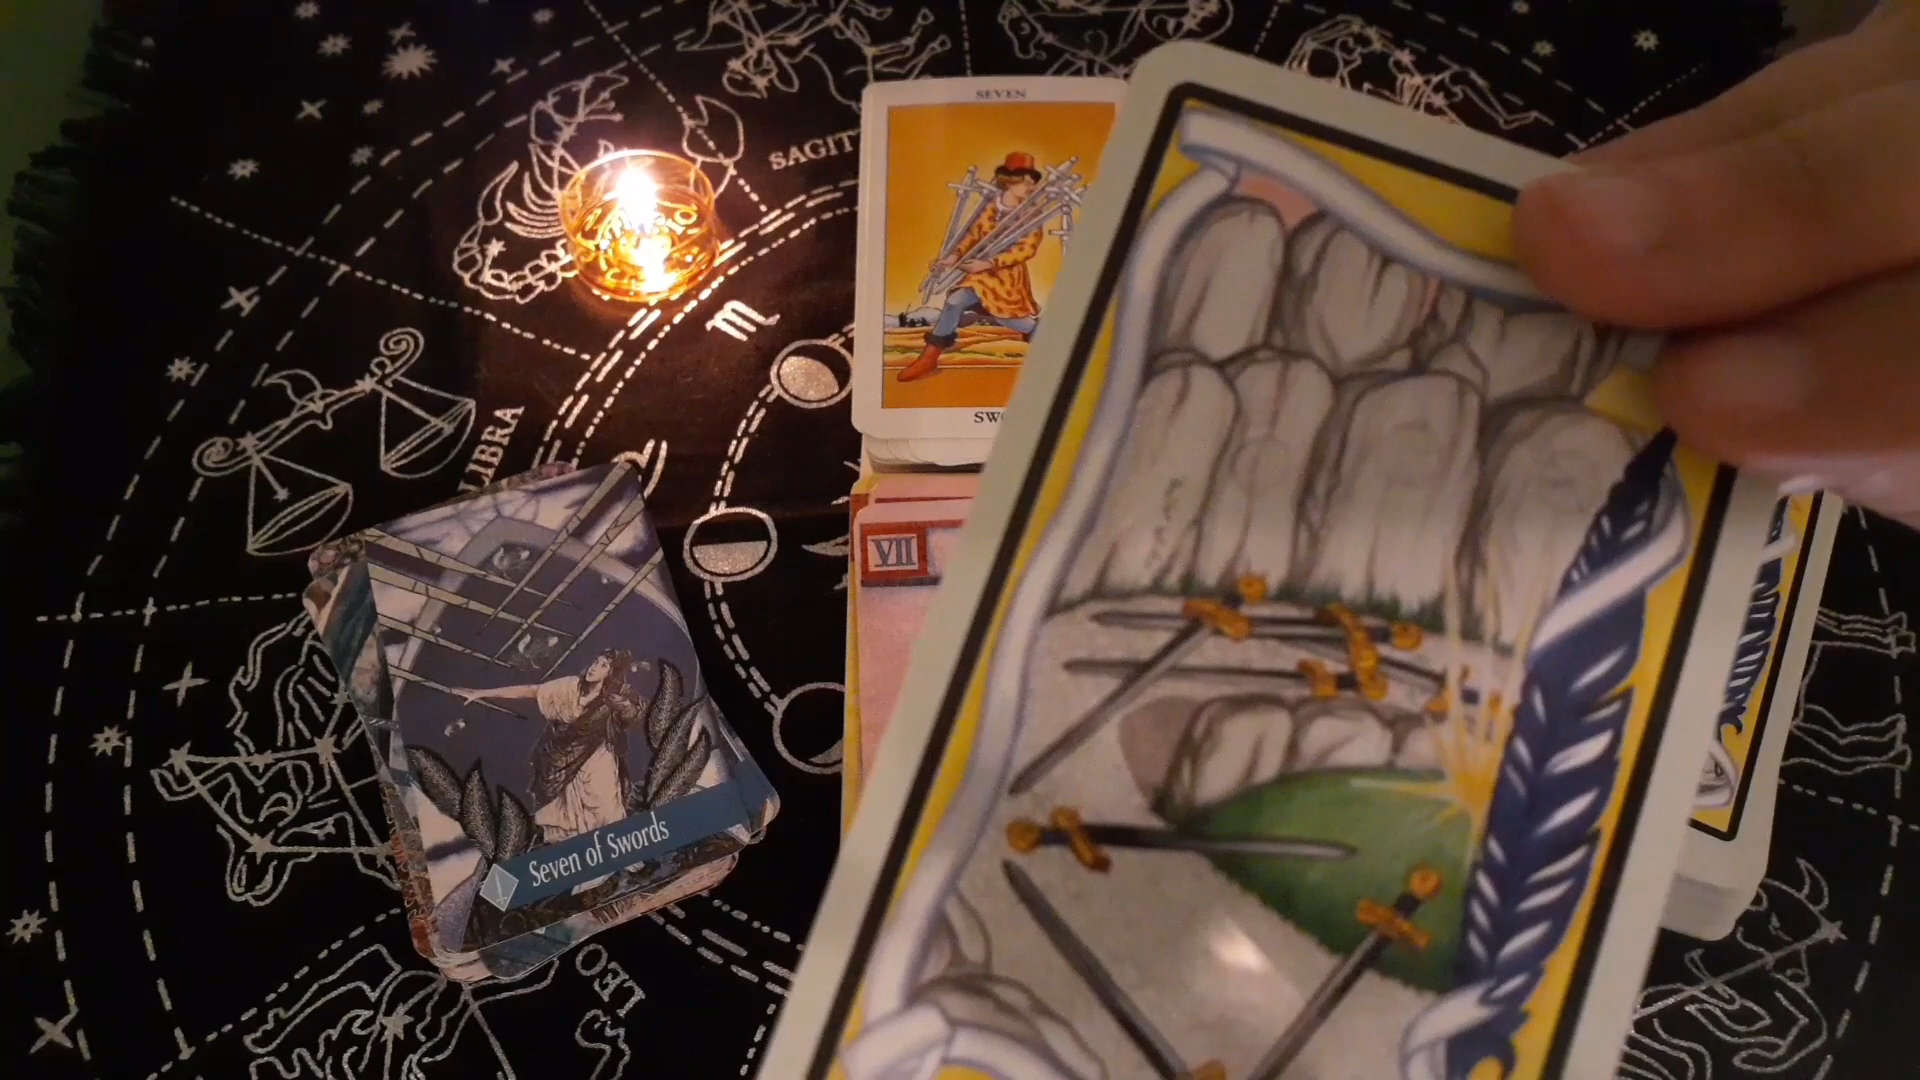 SEVEN
SAGIT
SWO
LIBRA
VII
Seven of Swords
LEO